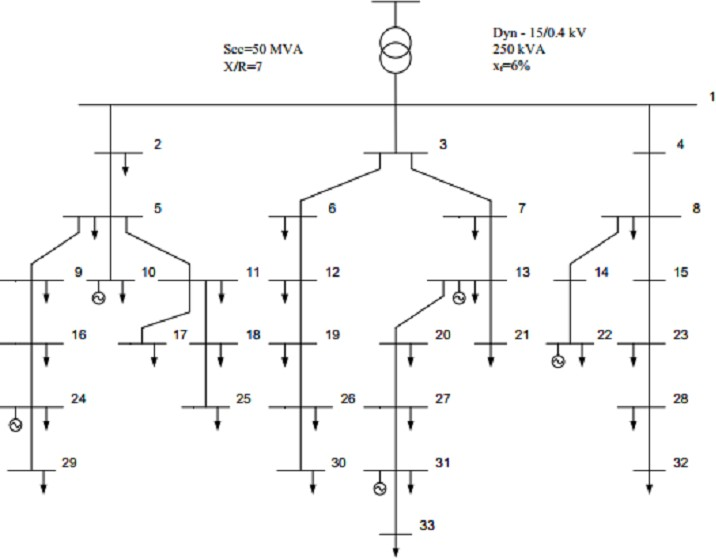 Dyn - 15/0.4 kV
Scc=50 MVA 250 kVA
X/R=7 xt=6%
1
2 3 4
5 6 7 8
9 10 11 12 13 14 15
16 17 18 19 20 21 22 23
24 25 26 27 28
29 30 31 32
33